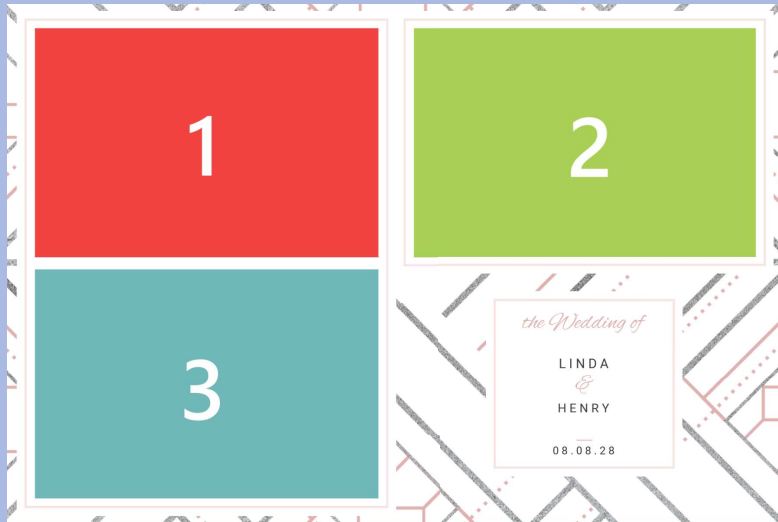 1
2
3
the Wedding of
LINDA
&
HENRY
08.08.28